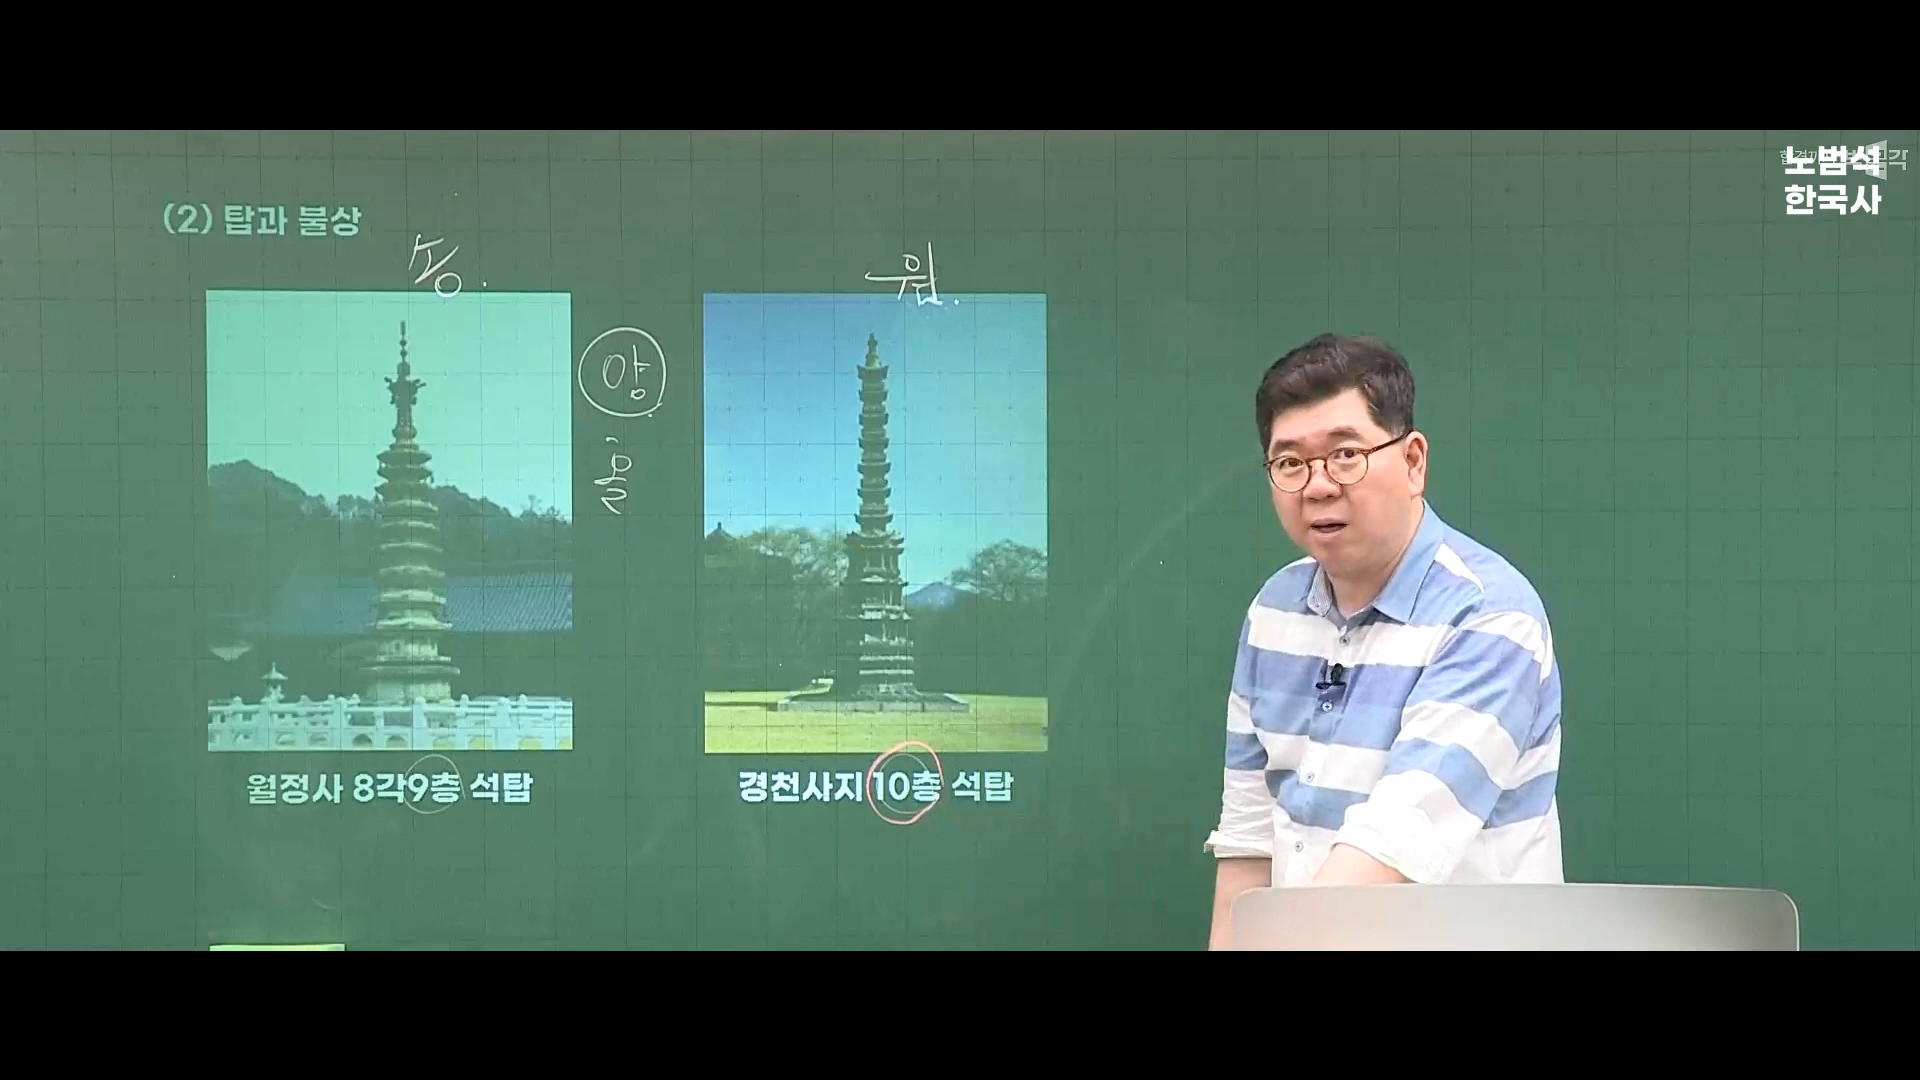 노범석
한국사
(2) 탑과 불상
송.
원.
월정사 8각9층 석탑
경천사지10층 석탑